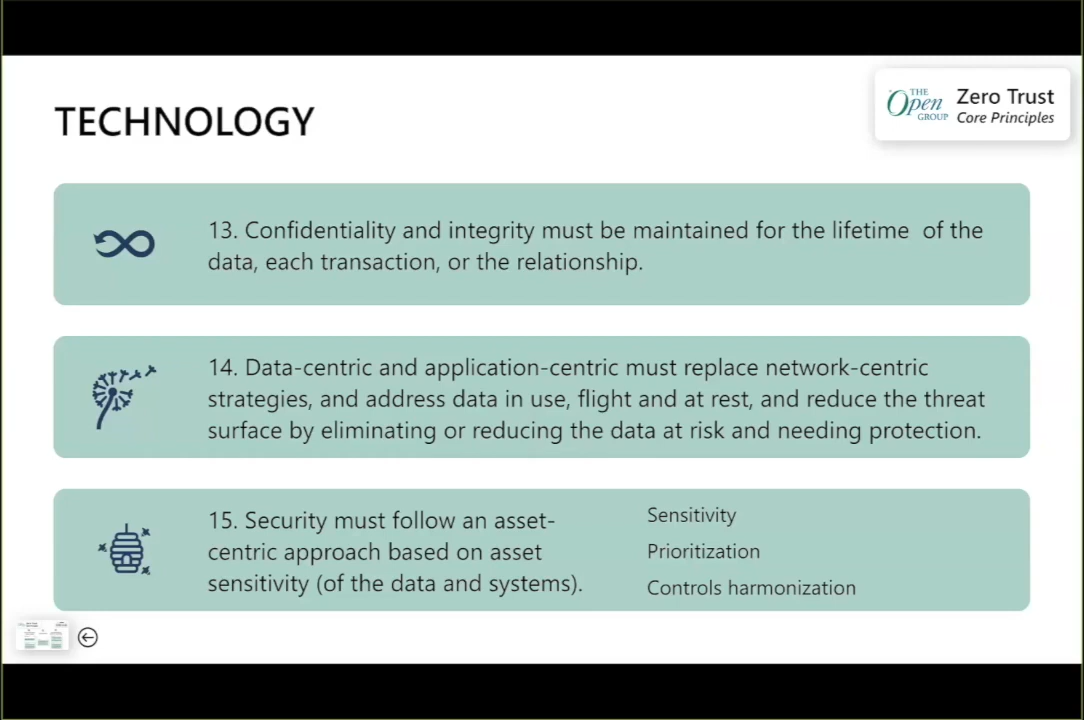 TECHNOLOGY
THE
Open
GROUP
Zero Trust
Core Principles
13. Confidentiality and integrity must be maintained for the lifetime of the
data, each transaction, or the relationship.
14. Data-centric and application-centric must replace network-centric
strategies, and address data in use, flight and at rest, and reduce the threat
surface by eliminating or reducing the data at risk and needing protection.
15. Security must follow an asset-
centric approach based on asset
sensitivity (of the data and systems).
Sensitivity
Prioritization
Controls harmonization